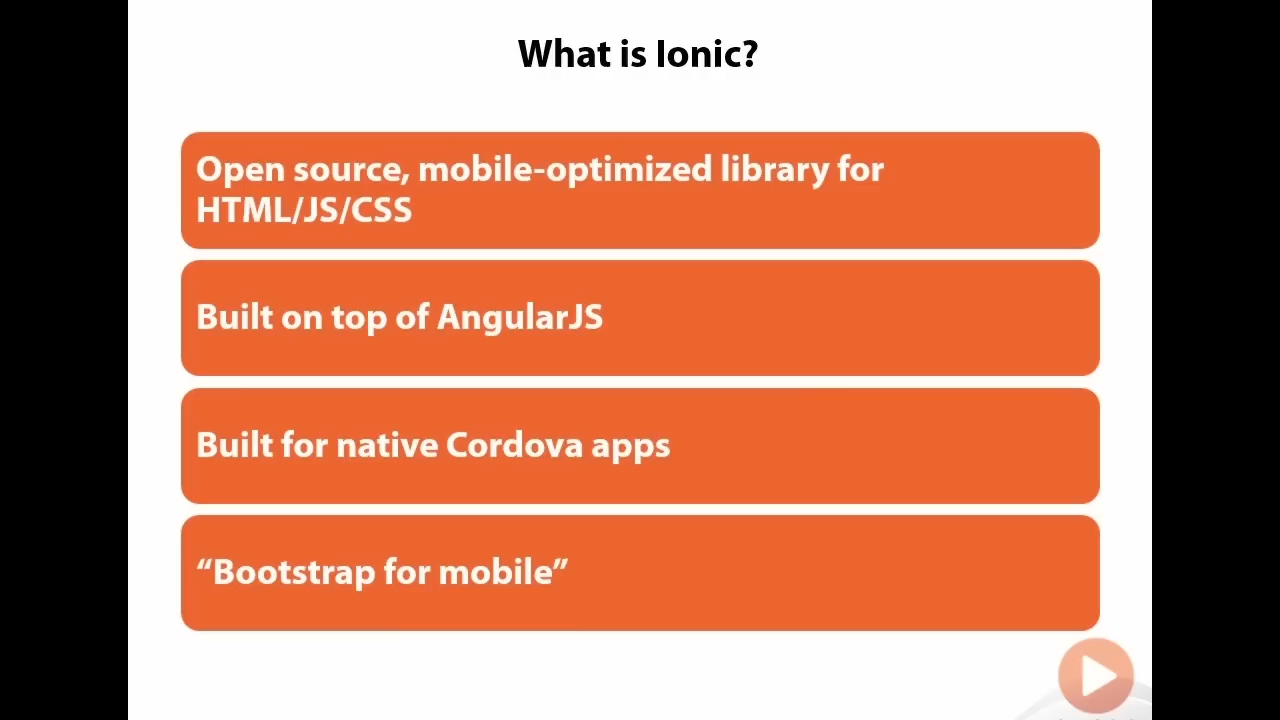 What is Ionic?
Open source, mobile-optimized library for
HTML/JS/CSS
Built on top of AngularJS
Built for native Cordova apps
“Bootstrap for mobile”